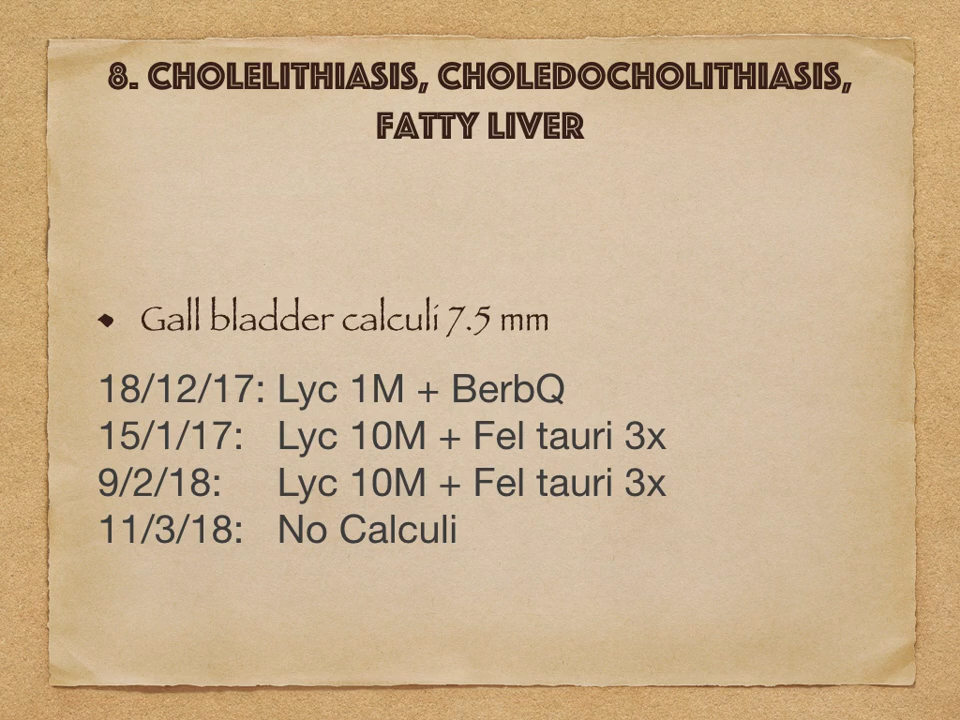 8. CHOLELITHIASIS, CHOLEDOCHOLITHIASIS,
FATTY LIVER
• Gall bladder calculi 7.5 mm
18/12/17: Lyc 1M + BerbQ
15/1/17: Lyc 10M + Fel tauri 3x
9/2/18: Lyc 10M + Fel tauri 3x
11/3/18: No Calculi